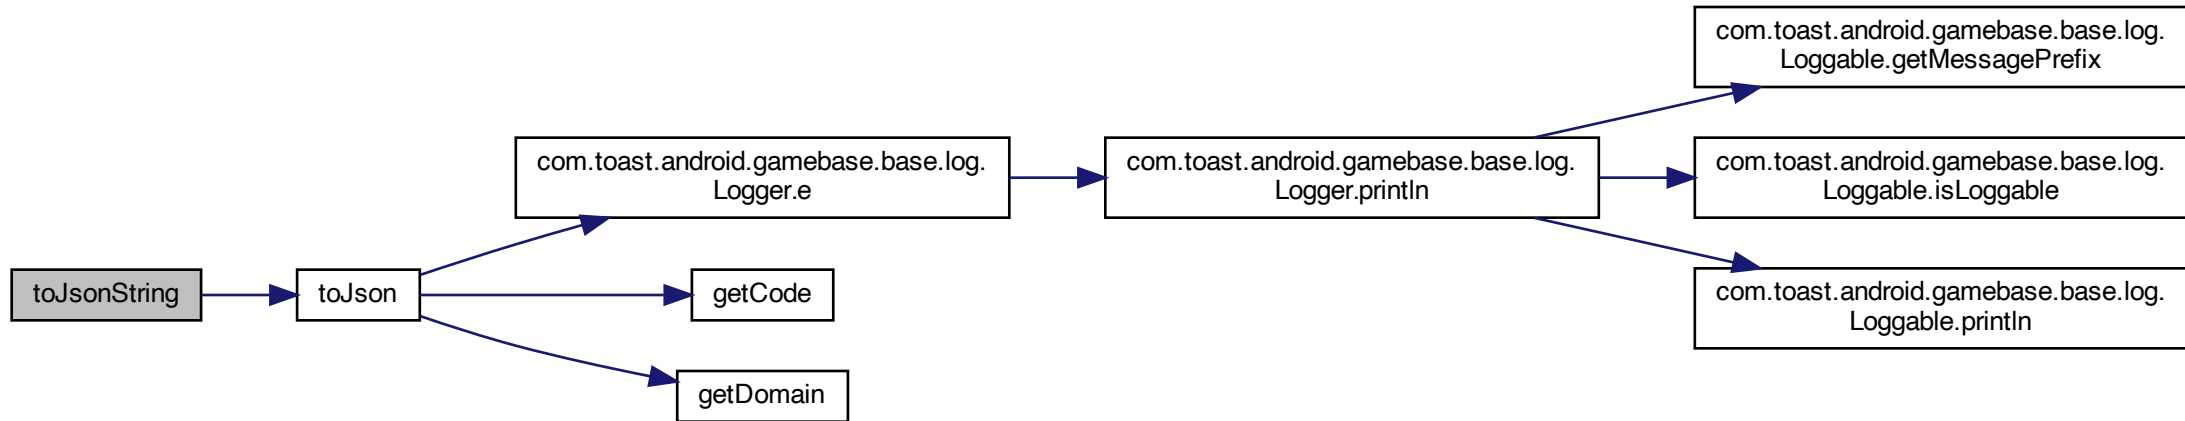 toJsonString
toJson
com.toast.android.gamebase.base.log.
Logger.e
getCode
getDomain
com.toast.android.gamebase.base.log.
Logger.println
com.toast.android.gamebase.base.log.
Loggable.getMessagePrefix
com.toast.android.gamebase.base.log.
Loggable.isLoggable
com.toast.android.gamebase.base.log.
Loggable.println